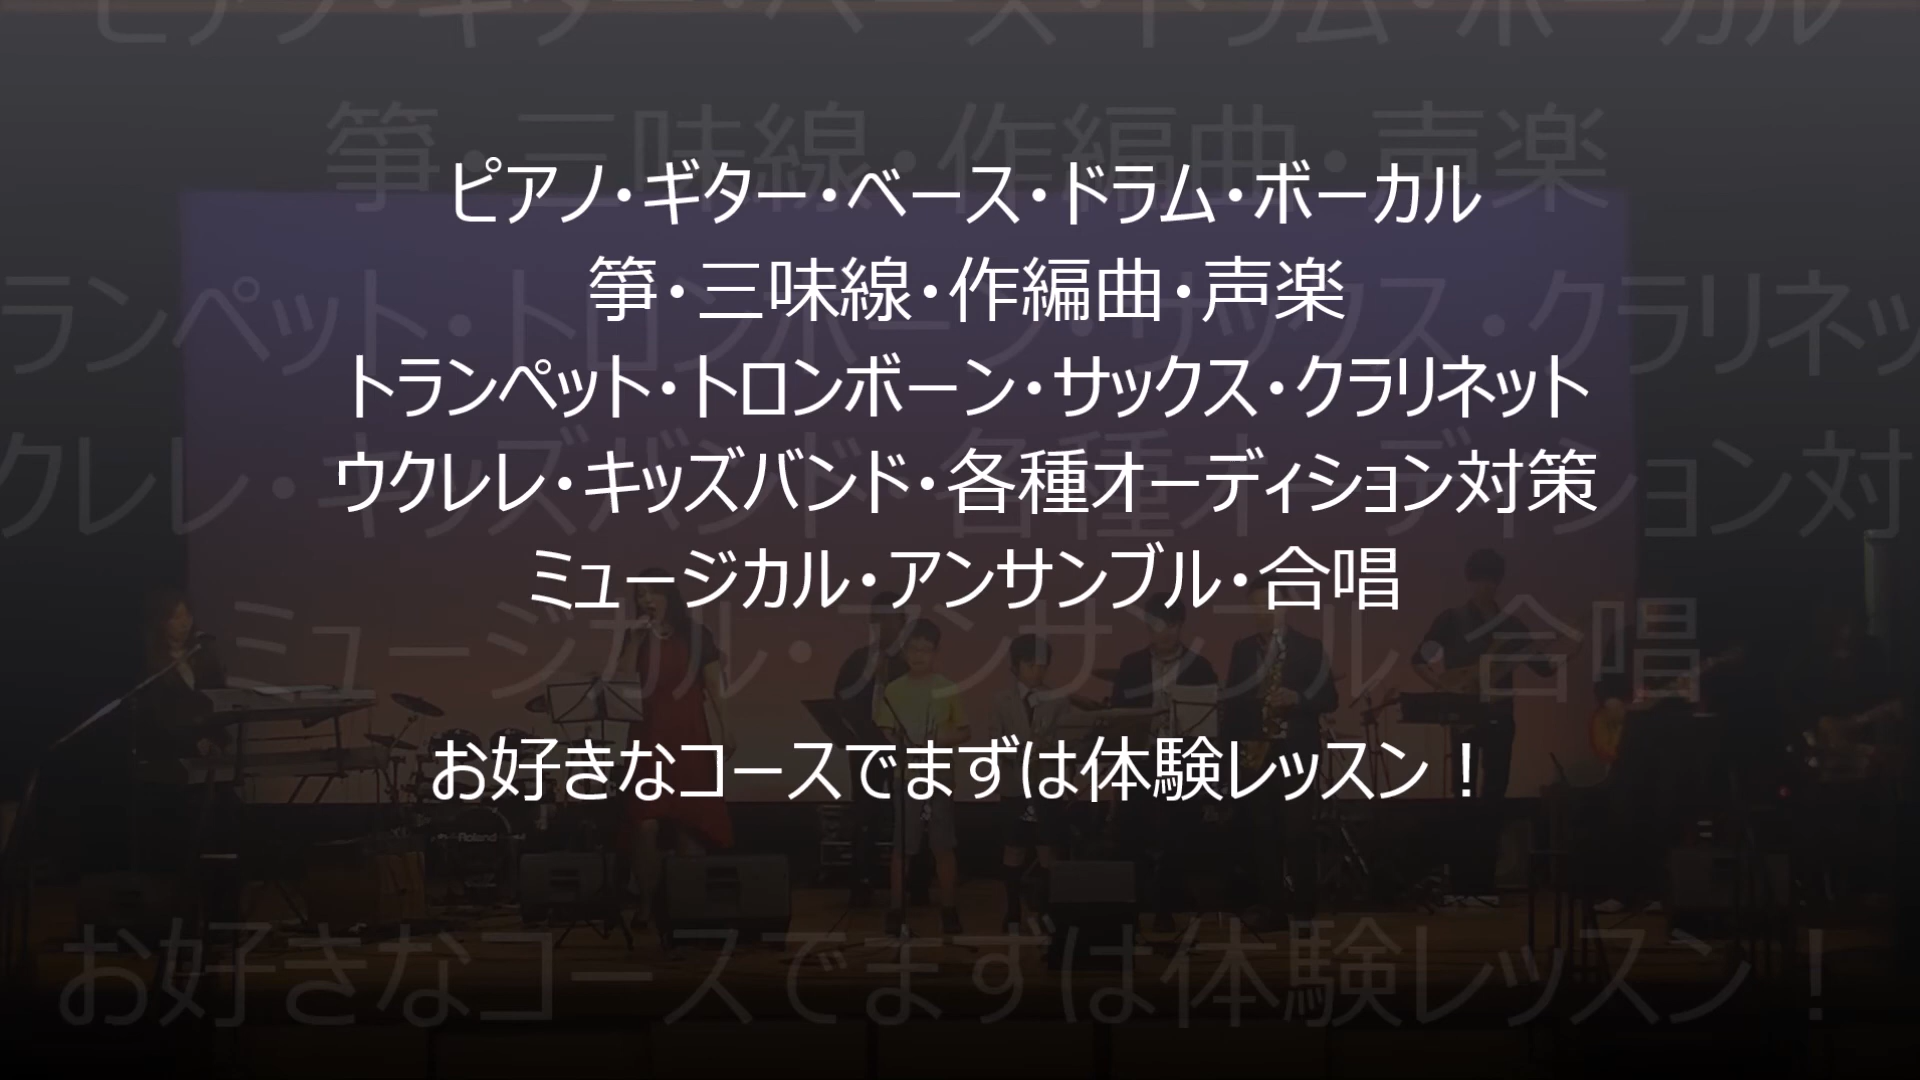 ピアノ・ギター・ベース・ドラム・ボーカル
箏・三味線・作編曲・声楽
トランペット・トロンボーン・サックス・クラリネット
ウクレレ・キッズバンド・各種オーディション対策
ミュージカル・アンサンブル・合唱
お好きなコースでまずは体験レッスン！
Roland